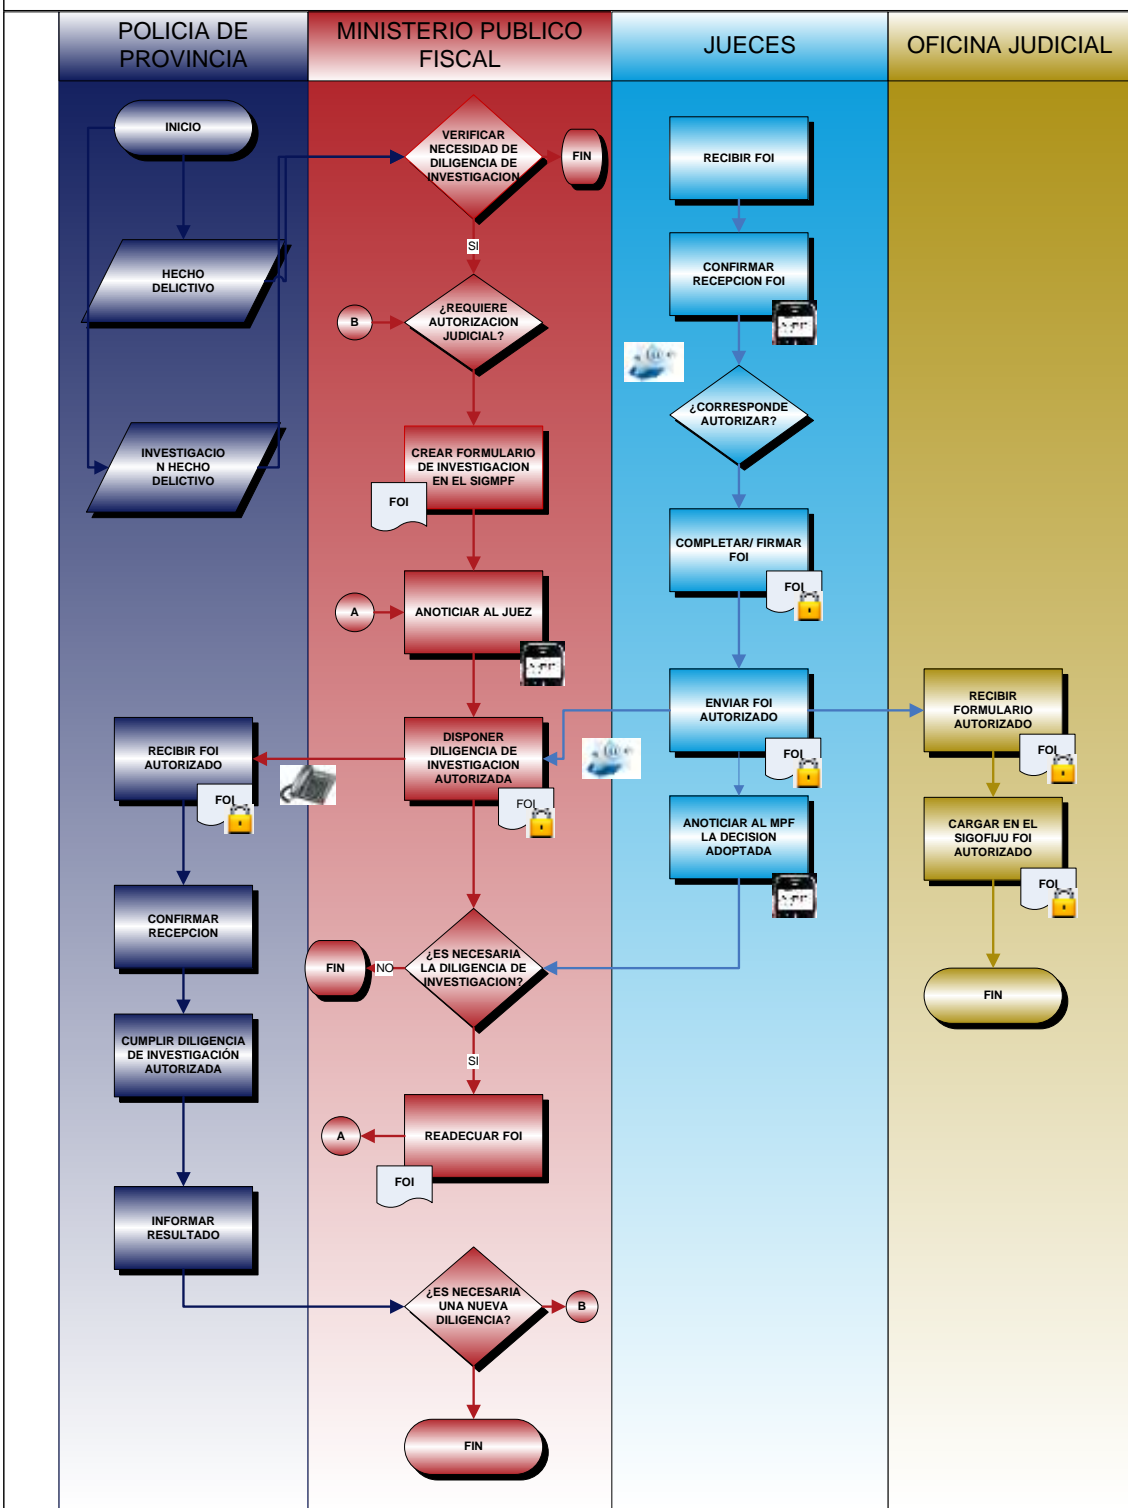 POLICIA DE
PROVINCIA
MINISTERIO PUBLICO
FISCAL
JUECES
OFICINA JUDICIAL
INICIO
HECHO
DELICTIVO
INVESTIGACIO
N HECHO
DELICTIVO
RECIBIR FOI
AUTORIZADO
FOI
CONFIRMAR
RECEPCION
CUMPLIR DILIGENCIA
DE INVESTIGACIÓN
AUTORIZADA
INFORMAR
RESULTADO
VERIFICAR
NECESIDAD DE
DILIGENCIA DE
INVESTIGACION
FIN
SI
B
¿REQUIERE
AUTORIZACION
JUDICIAL?
CREAR FORMULARIO
DE INVESTIGACION
EN EL SIGMPF
FOI
A
ANOTICIAR AL JUEZ
DISPONER
DILIGENCIA DE
INVESTIGACION
AUTORIZADA
FOI
¿ES NECESARIA
LA DILIGENCIA DE
INVESTIGACION?
NO
FIN
SI
READECUAR FOI
A
FOI
¿ES NECESARIA
UNA NUEVA
DILIGENCIA?
B
FIN
RECIBIR FOI
CONFIRMAR
RECEPCION FOI
¿CORRESPONDE
AUTORIZAR?
COMPLETAR/ FIRMAR
FOI
FOI
ENVIAR FOI
AUTORIZADO
FOI
ANOTICIAR AL MPF
LA DECISION
ADOPTADA
RECIBIR
FORMULARIO
AUTORIZADO
FOI
CARGAR EN EL
SIGOFIJU FOI
AUTORIZADO
FOI
FIN